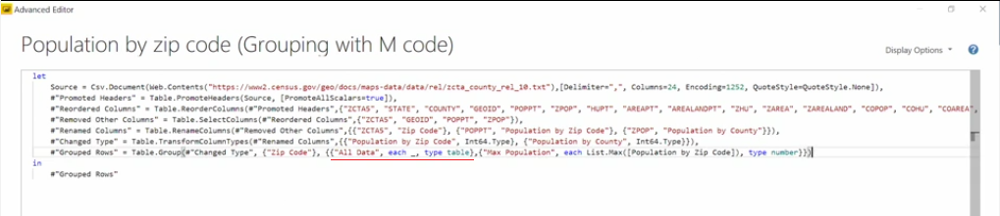 Advanced Editor
Population by zip code (Grouping with M code)
Display Options
?
let
Source = Csv.Document(Web.Contents("https://www2.census.gov/geo/docs/maps-data/data/rel/zcta_county_rel_10.txt"),[Delimiter=",", Columns=24, Encoding=1252, QuoteStyle=QuoteStyle.None]),
#"Promoted Headers" = Table.PromoteHeaders(Source, [PromoteAllScalars=true]),
#"Reordered Columns" = Table.ReorderColumns(#"Promoted Headers",{"ZCTA5", "STATE", "COUNTY", "GEOID", "POPPT", "ZPOP", "HUPT", "AREAPT", "AREALANDPT", "ZHU", "ZAREA", "ZAREALAND", "COPOP", "COHU", "COAREA",
#"Removed Other Columns" = Table.SelectColumns(#"Reordered Columns",{"ZCTA5", "GEOID", "POPPT", "ZPOP"}),
#"Renamed Columns" = Table.RenameColumns(#"Removed Other Columns",{{"ZCTA5", "Zip Code"}, {"POPPT", "Population by Zip Code"}, {"ZPOP", "Population by County"}}),
#"Changed Type" = Table.TransformColumnTypes(#"Renamed Columns",{{"Population by Zip Code", Int64.Type}, {"Population by County", Int64.Type}}),
#"Grouped Rows" = Table.Group(#"Changed Type", {"Zip Code"}, {{"All Data", each _, type table},{"Max Population", each List.Max([Population by Zip Code]), type number}})
in
#"Grouped Rows"